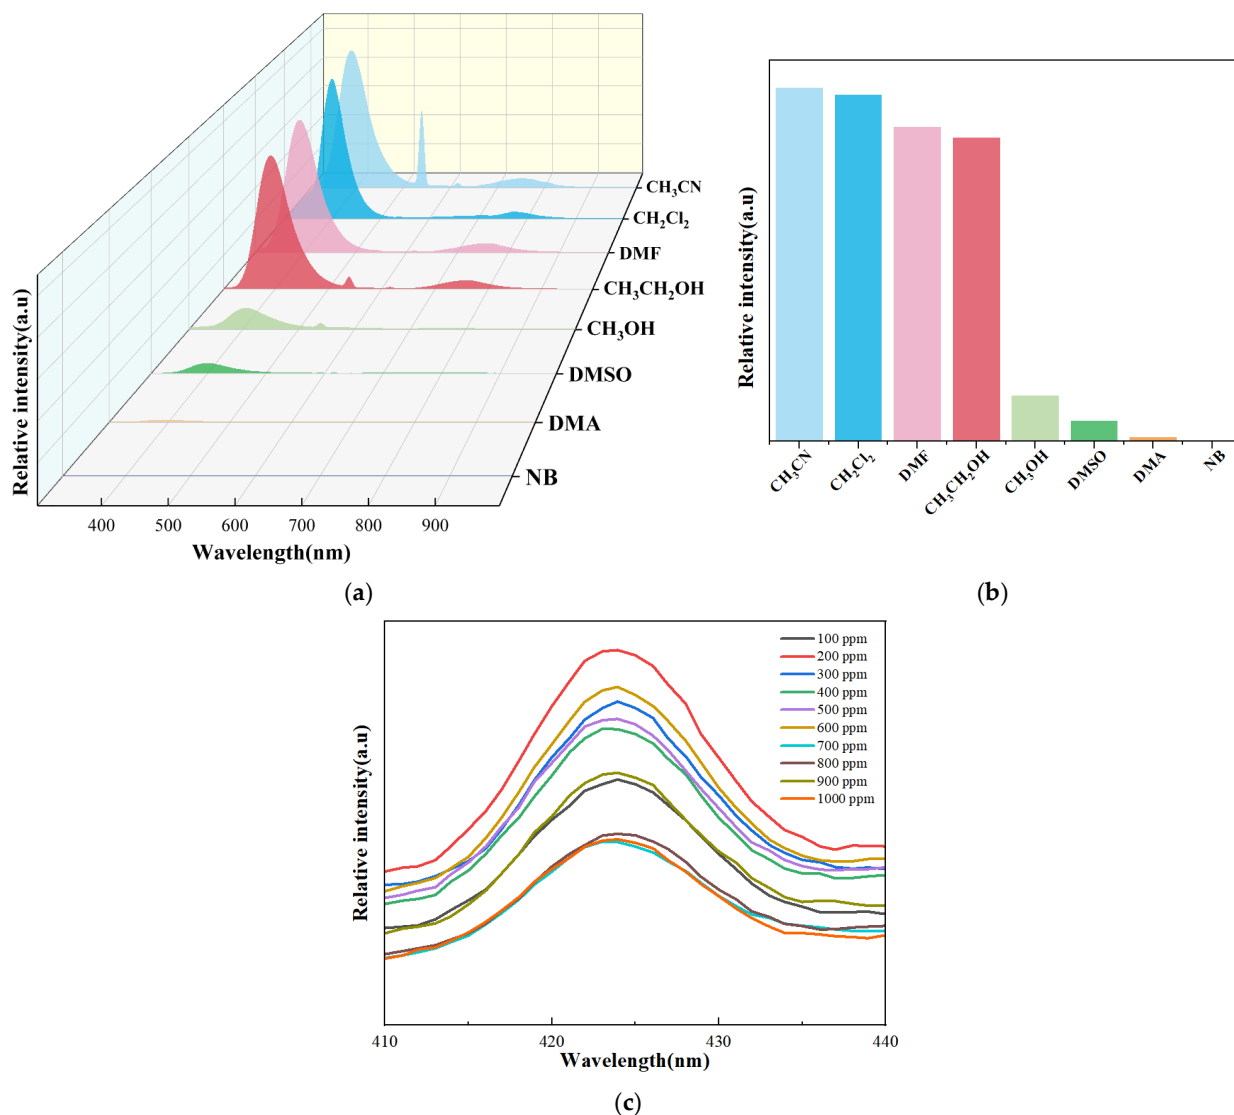 Relative intensity(a.u)
CH₃CN
CH₂Cl₂
DMF
CH₃CH₂OH
CH₃OH
DMSO
DMA
NB
400 500 600 700 800 900
Wavelength(nm)
(a)
Relative intensity(a.u)
CH₃CN CH₂Cl₂ DMF CH₃CH₂OH CH₃OH DMSO DMA NB
(b)
Relative intensity(a.u)
100 ppm
200 ppm
300 ppm
400 ppm
500 ppm
600 ppm
700 ppm
800 ppm
900 ppm
1000 ppm
410 420 430 440
Wavelength(nm)
(c)